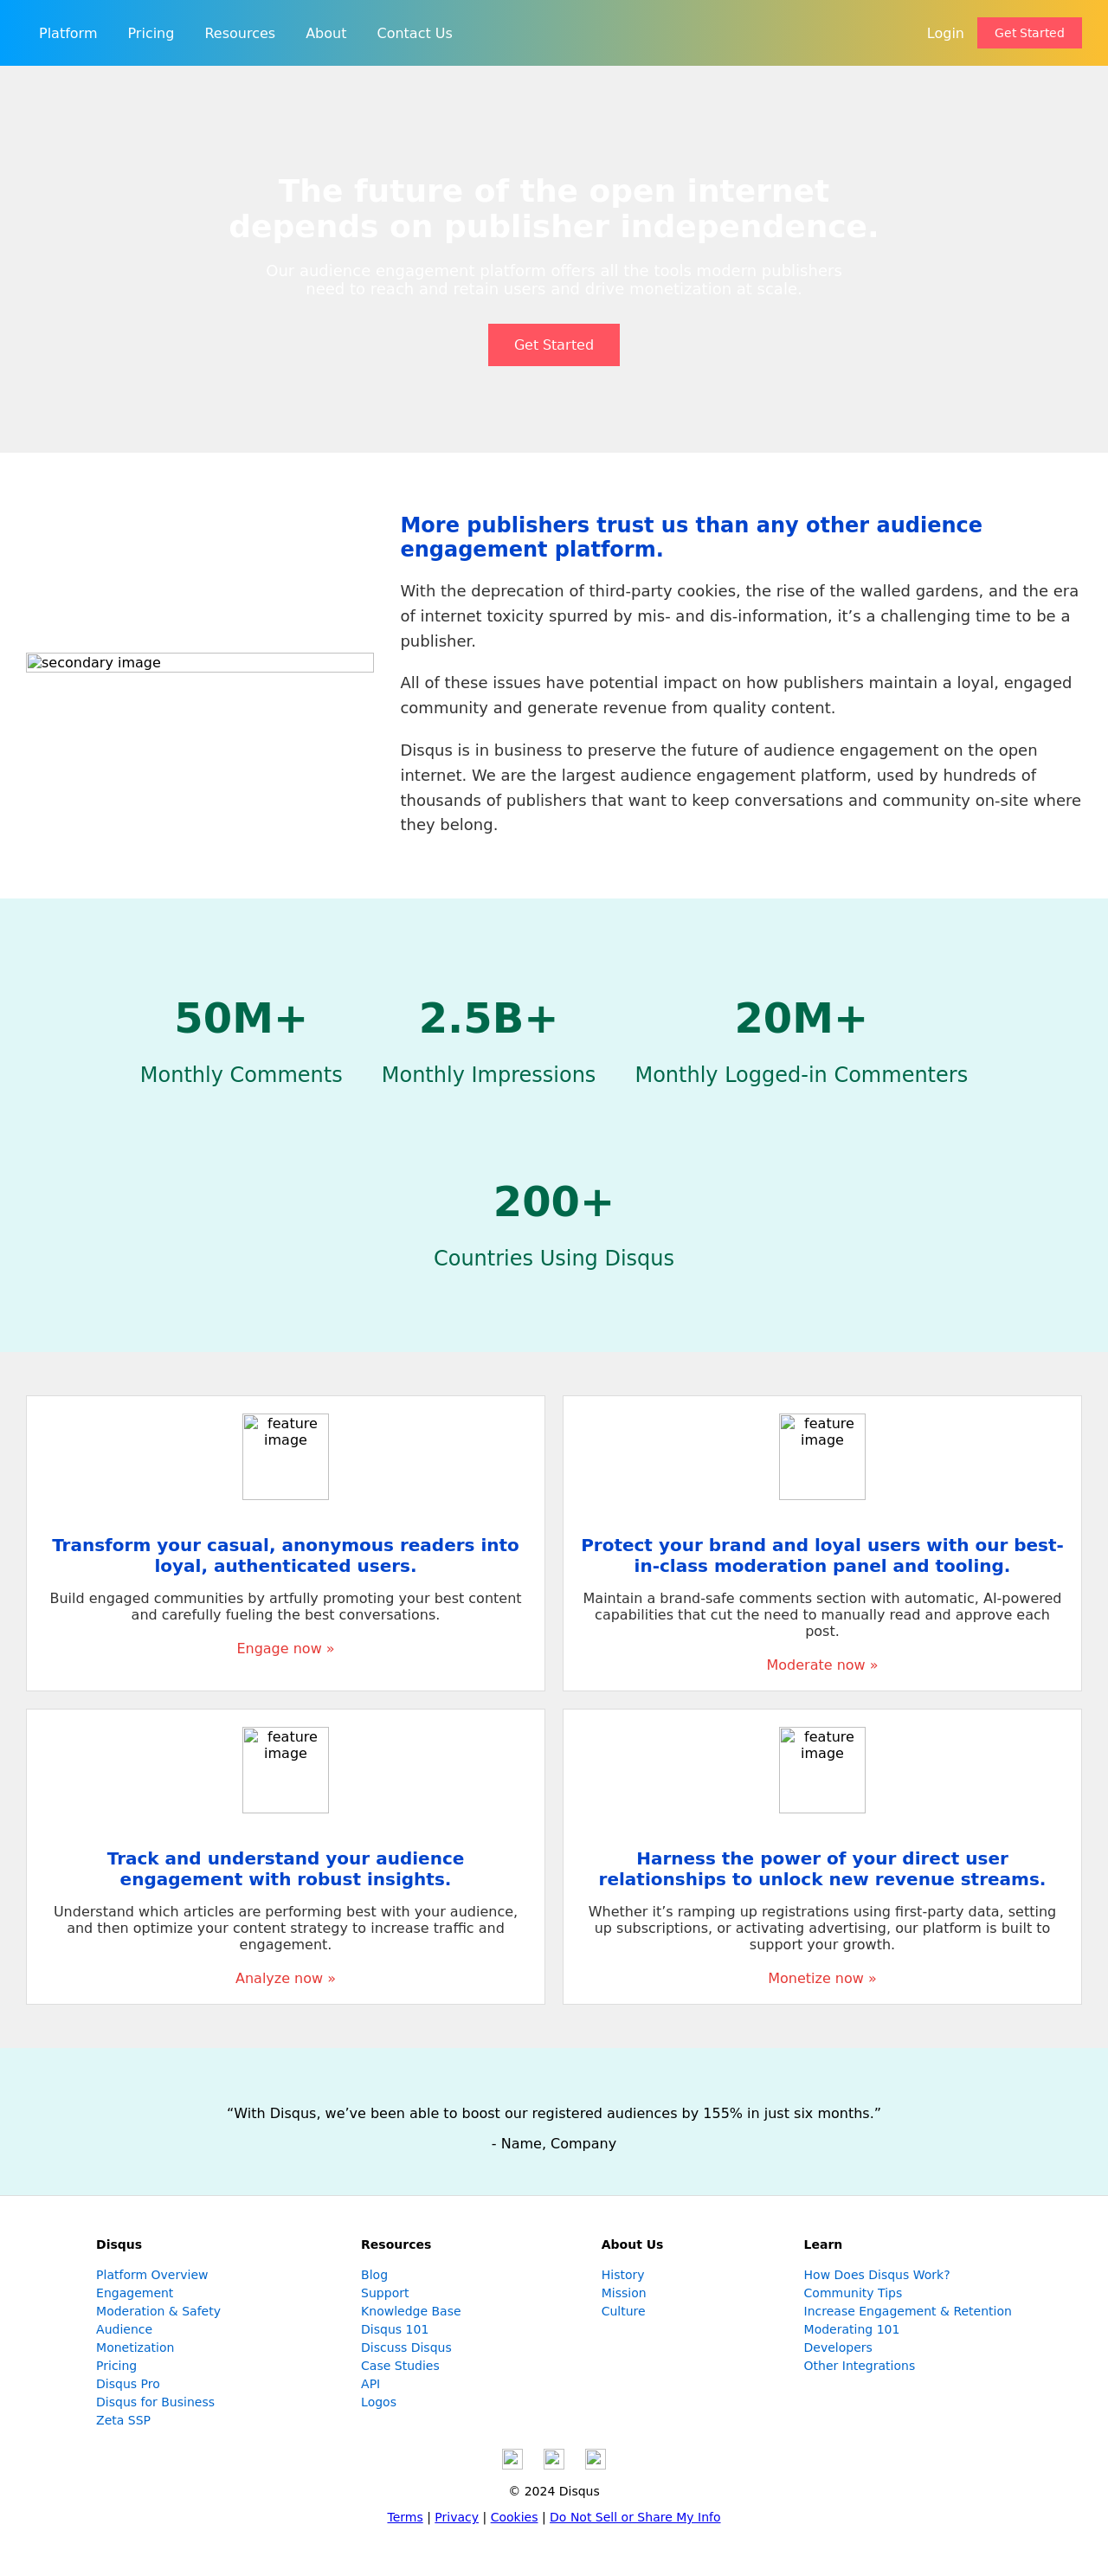 Platform
Pricing
Resources
About
Contact Us
Login
Get Started
The future of the open internet
depends on publisher independence.
Our audience engagement platform offers all the tools modern publishers
need to reach and retain users and drive monetization at scale.
Get Started
secondary image
More publishers trust us than any other audience
engagement platform.
With the deprecation of third-party cookies, the rise of the walled gardens, and the era
of internet toxicity spurred by mis- and dis-information, it’s a challenging time to be a
publisher.
All of these issues have potential impact on how publishers maintain a loyal, engaged
community and generate revenue from quality content.
Disqus is in business to preserve the future of audience engagement on the open
internet. We are the largest audience engagement platform, used by hundreds of
thousands of publishers that want to keep conversations and community on-site where
they belong.
50M+
Monthly Comments
2.5B+
Monthly Impressions
20M+
Monthly Logged-in Commenters
200+
Countries Using Disqus
feature
image
Transform your casual, anonymous readers into
loyal, authenticated users.
Build engaged communities by artfully promoting your best content
and carefully fueling the best conversations.
Engage now »
feature
image
Protect your brand and loyal users with our best-
in-class moderation panel and tooling.
Maintain a brand-safe comments section with automatic, AI-powered
capabilities that cut the need to manually read and approve each
post.
Moderate now »
feature
image
Track and understand your audience
engagement with robust insights.
Understand which articles are performing best with your audience,
and then optimize your content strategy to increase traffic and
engagement.
Analyze now »
feature
image
Harness the power of your direct user
relationships to unlock new revenue streams.
Whether it’s ramping up registrations using first-party data, setting
up subscriptions, or activating advertising, our platform is built to
support your growth.
Monetize now »
“With Disqus, we’ve been able to boost our registered audiences by 155% in just six months.”
- Name, Company
Disqus
Platform Overview
Engagement
Moderation & Safety
Audience
Monetization
Pricing
Disqus Pro
Disqus for Business
Zeta SSP
Resources
Blog
Support
Knowledge Base
Disqus 101
Discuss Disqus
Case Studies
API
Logos
About Us
History
Mission
Culture
Learn
How Does Disqus Work?
Community Tips
Increase Engagement & Retention
Moderating 101
Developers
Other Integrations
© 2024 Disqus
Terms | Privacy | Cookies | Do Not Sell or Share My Info